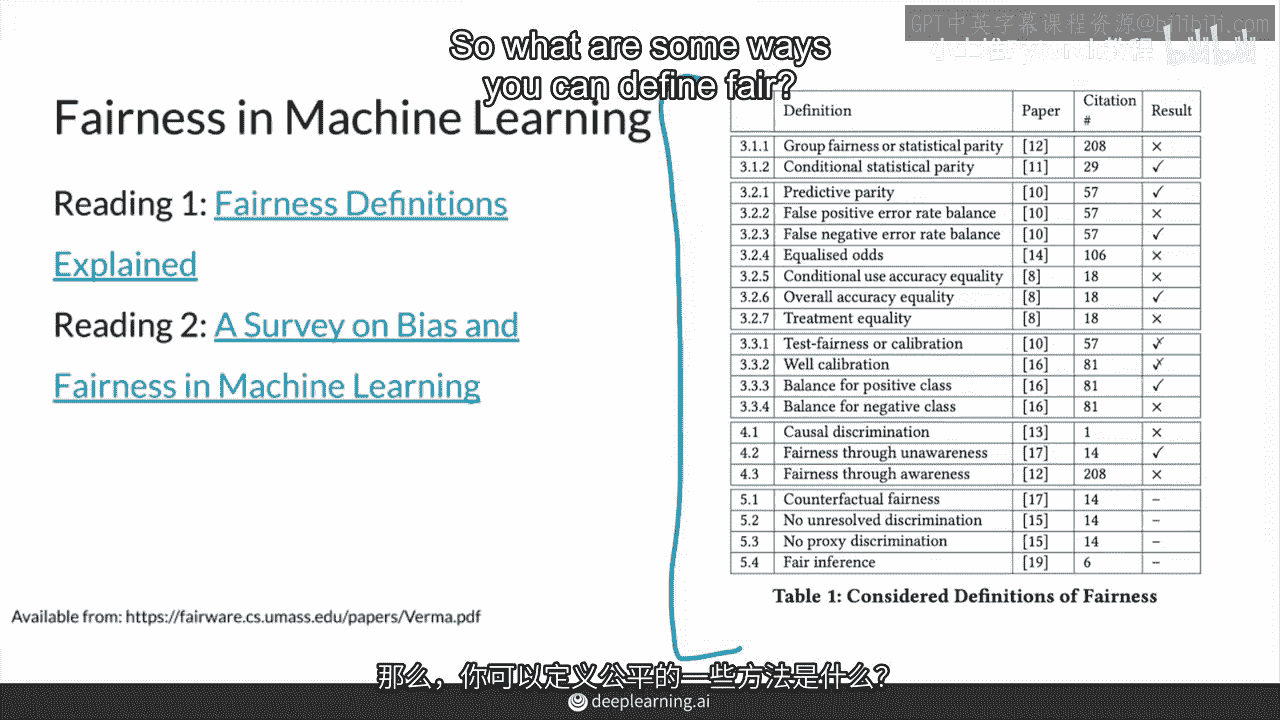 GPT中英字幕课程资源@bilibili.com
So what are some ways
you can define fair?
Fairness in Machine Learning
Reading 1: Fairness Definitions
Explained
Reading 2: A Survey on Bias and
Fairness in Machine Learning
Available from: https://fairware.cs.umass.edu/papers/Verma.pdf
Definition Paper Citation # Result
3.1.1 Group fairness or statistical parity [12] 208 ×
3.1.2 Conditional statistical parity [11] 29 ✓
3.2.1 Predictive parity [10] 57 ✓
3.2.2 False positive error rate balance [10] 57 ×
3.2.3 False negative error rate balance [10] 57 ✓
3.2.4 Equalised odds [14] 106 ×
3.2.5 Conditional use accuracy equality [8] 18 ×
3.2.6 Overall accuracy equality [8] 18 ✓
3.2.7 Treatment equality [8] 18 ×
3.3.1 Test-fairness or calibration [10] 57 ✓̸
3.3.2 Well calibration [16] 81 ✓̸
3.3.3 Balance for positive class [16] 81 ✓
3.3.4 Balance for negative class [16] 81 ×
4.1 Causal discrimination [13] 1 ×
4.2 Fairness through unawareness [17] 14 ✓
4.3 Fairness through awareness [12] 208 ×
5.1 Counterfactual fairness [17] 14 –
5.2 No unresolved discrimination [15] 14 –
5.3 No proxy discrimination [15] 14 –
5.4 Fair inference [19] 6 –
Table 1: Considered Definitions of Fairness
那么，你可以定义公平的一些方法是什么？
deeplearning.ai